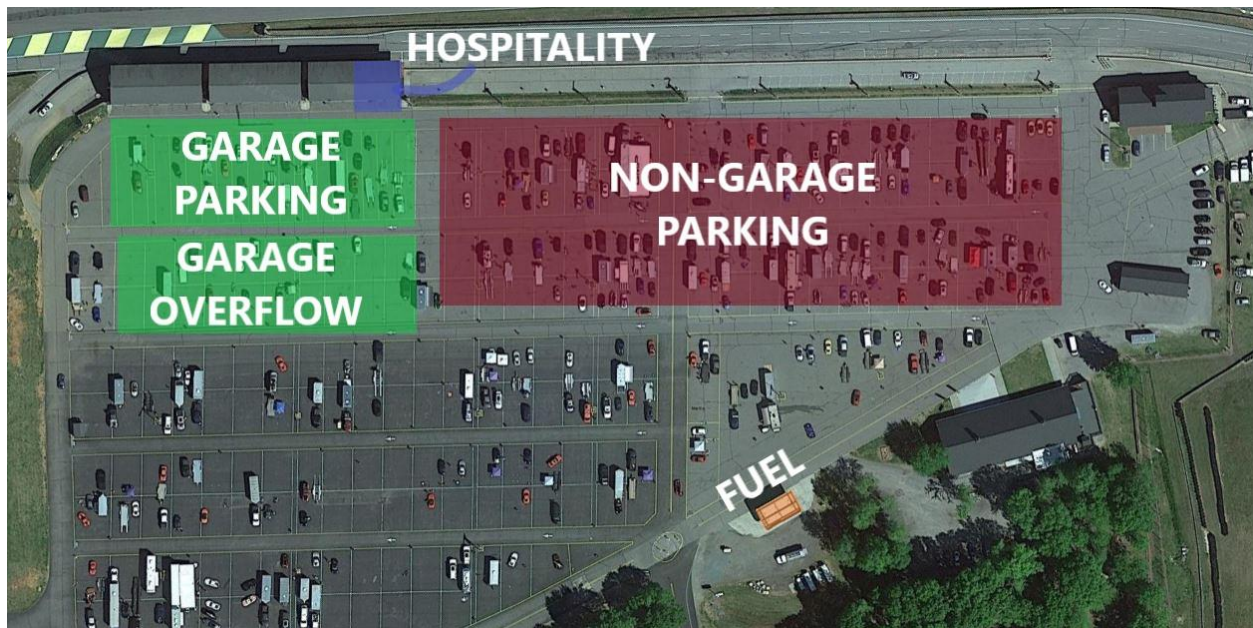 HOSPITALITY
GARAGE
PARKING
NON-GARAGE
PARKING
GARAGE
OVERFLOW
FUEL